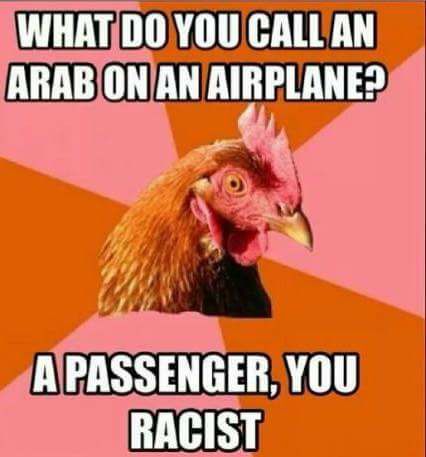 WHAT DO YOU CALL AN
ARAB ON AN AIRPLANE?
A PASSENGER, YOU
RACIST